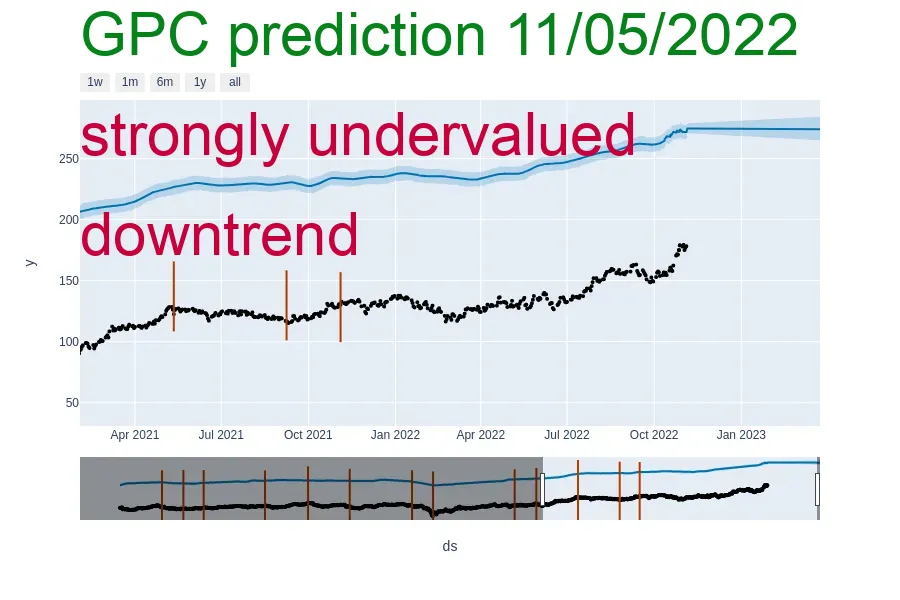 GPC prediction 11/05/2022
1w 1m 6m 1y all
strongly undervalued
250
200
downtrend
y
150
100
50
Apr 2021 Jul 2021 Oct 2021 Jan 2022 Apr 2022 Jul 2022 Oct 2022 Jan 2023
ds